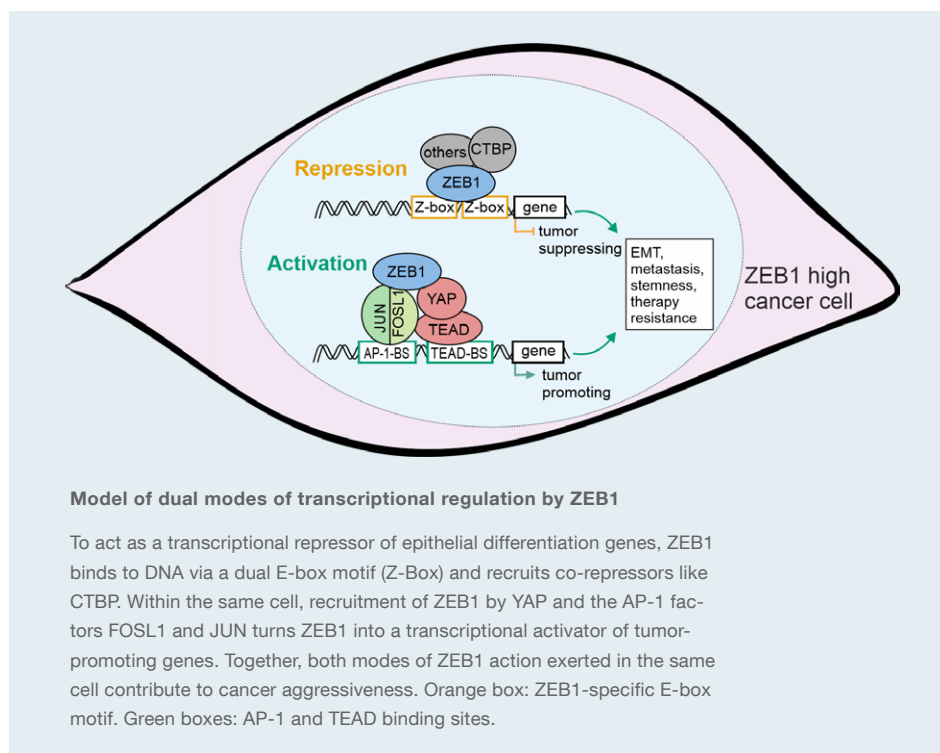 others
CTBP
Repression
ZEB1
Z-box
Z-box
gene
tumor
suppressing
Activation
ZEB1
JUN
FOSL1
YAP
TEAD
AP-1-BS
TEAD-BS
gene
tumor
promoting
EMT,
metastasis,
stemness,
therapy
resistance
ZEB1 high
cancer cell
Model of dual modes of transcriptional regulation by ZEB1
To act as a transcriptional repressor of epithelial differentiation genes, ZEB1
binds to DNA via a dual E-box motif (Z-Box) and recruits co-repressors like
CTBP. Within the same cell, recruitment of ZEB1 by YAP and the AP-1 fac-
tors FOSL1 and JUN turns ZEB1 into a transcriptional activator of tumor-
promoting genes. Together, both modes of ZEB1 action exerted in the same
cell contribute to cancer aggressiveness. Orange box: ZEB1-specific E-box
motif. Green boxes: AP-1 and TEAD binding sites.